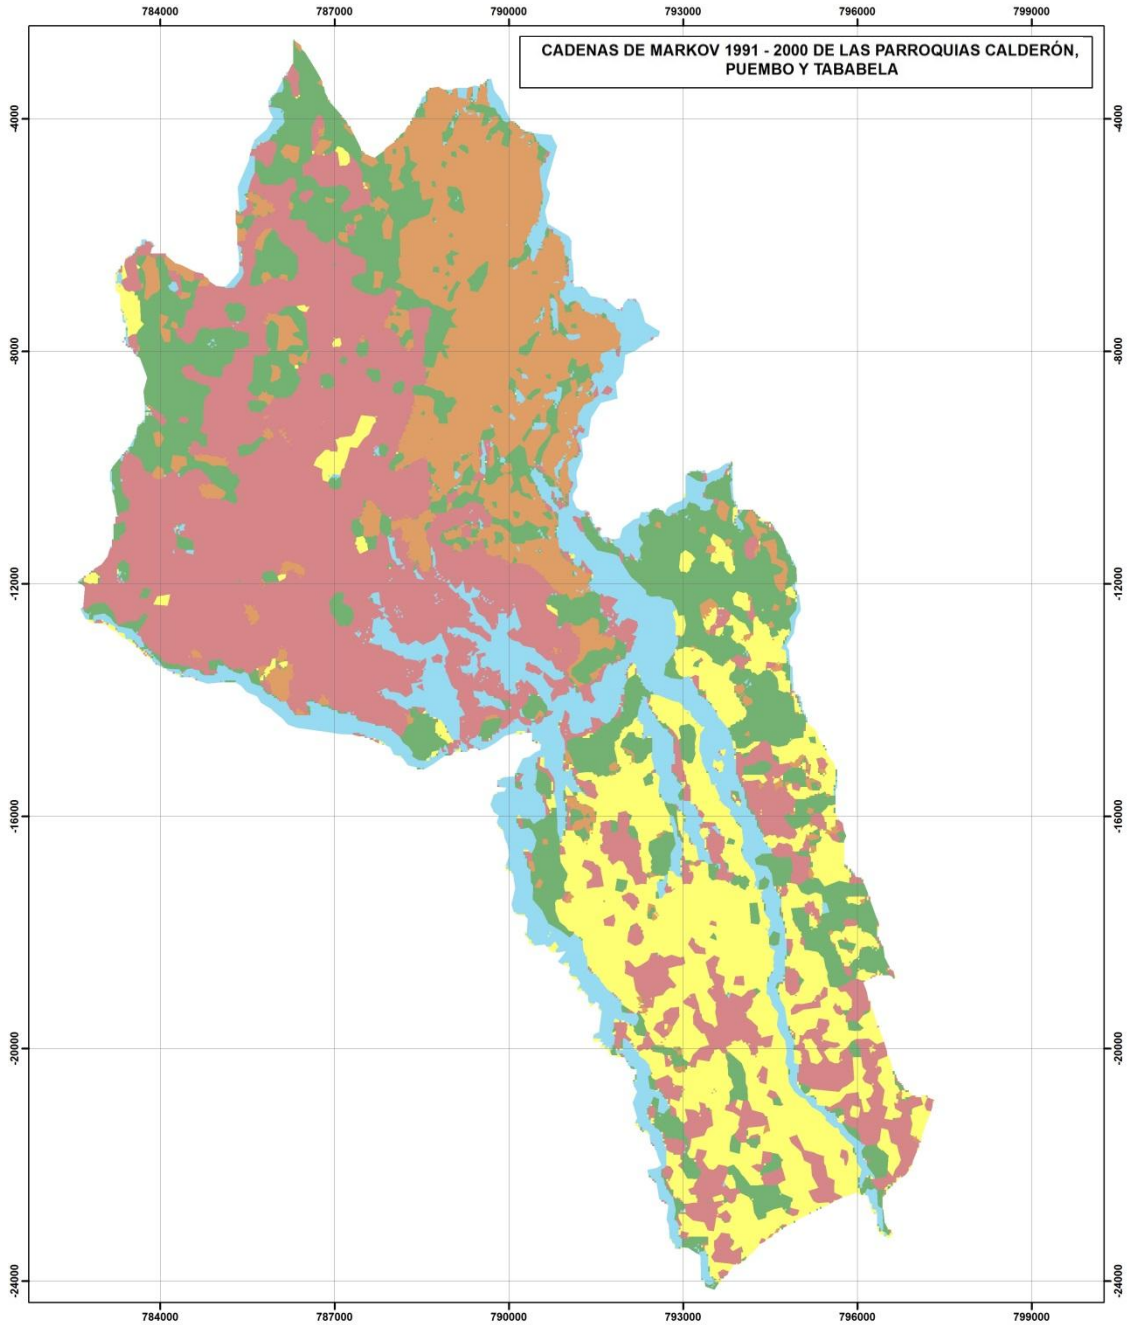 784000 787000 790000 793000 796000 799000
CADENAS DE MARKOV 1991 - 2000 DE LAS PARROQUIAS CALDERÓN,
PUEMBO Y TABABELA
-4000 -4000
-8000 -8000
-12000 -12000
-16000 -16000
-20000 -20000
-24000 -24000
784000 787000 790000 793000 796000 799000